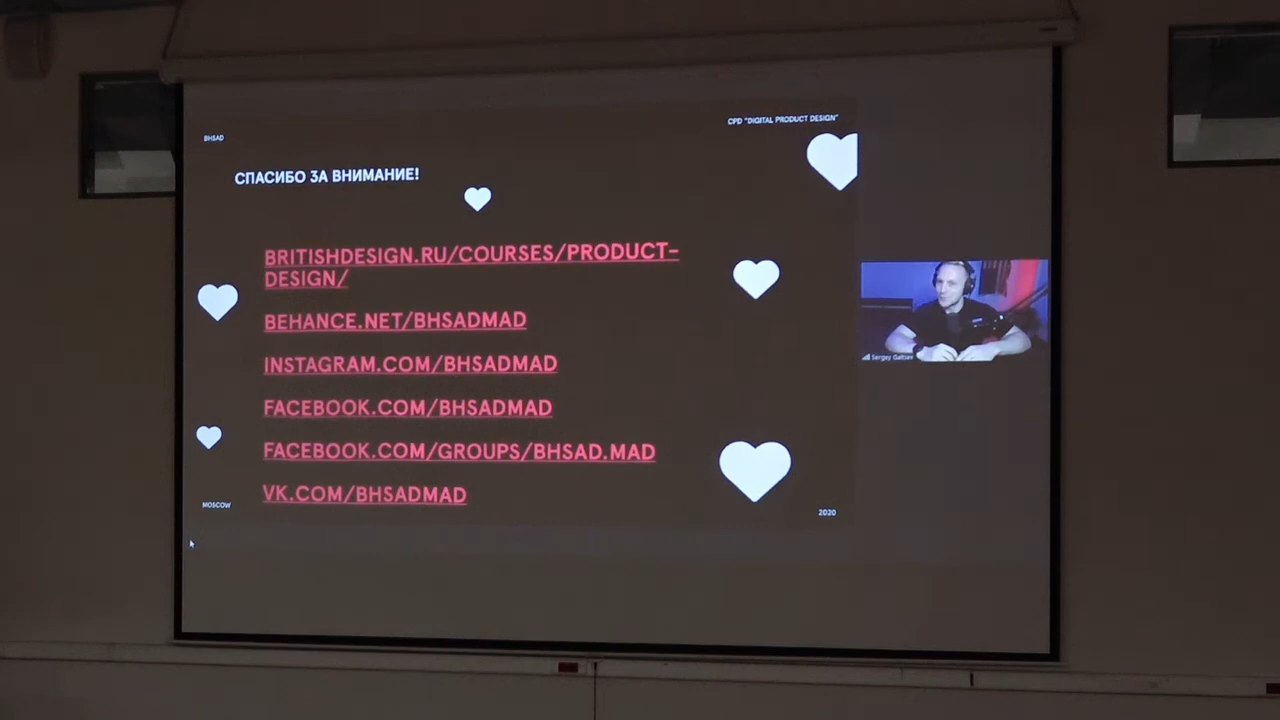 BHSAD
CPD "DIGITAL PRODUCT DESIGN"
СПАСИБО ЗА ВНИМАНИЕ!
BRITISHDESIGN.RU/COURSES/PRODUCT-
DESIGN/
BEHANCE.NET/BHSADMAD
INSTAGRAM.COM/BHSADMAD
FACEBOOK.COM/BHSADMAD
FACEBOOK.COM/GROUPS/BHSAD.MAD
VK.COM/BHSADMAD
Sergey Galtsev
MOSCOW
2020